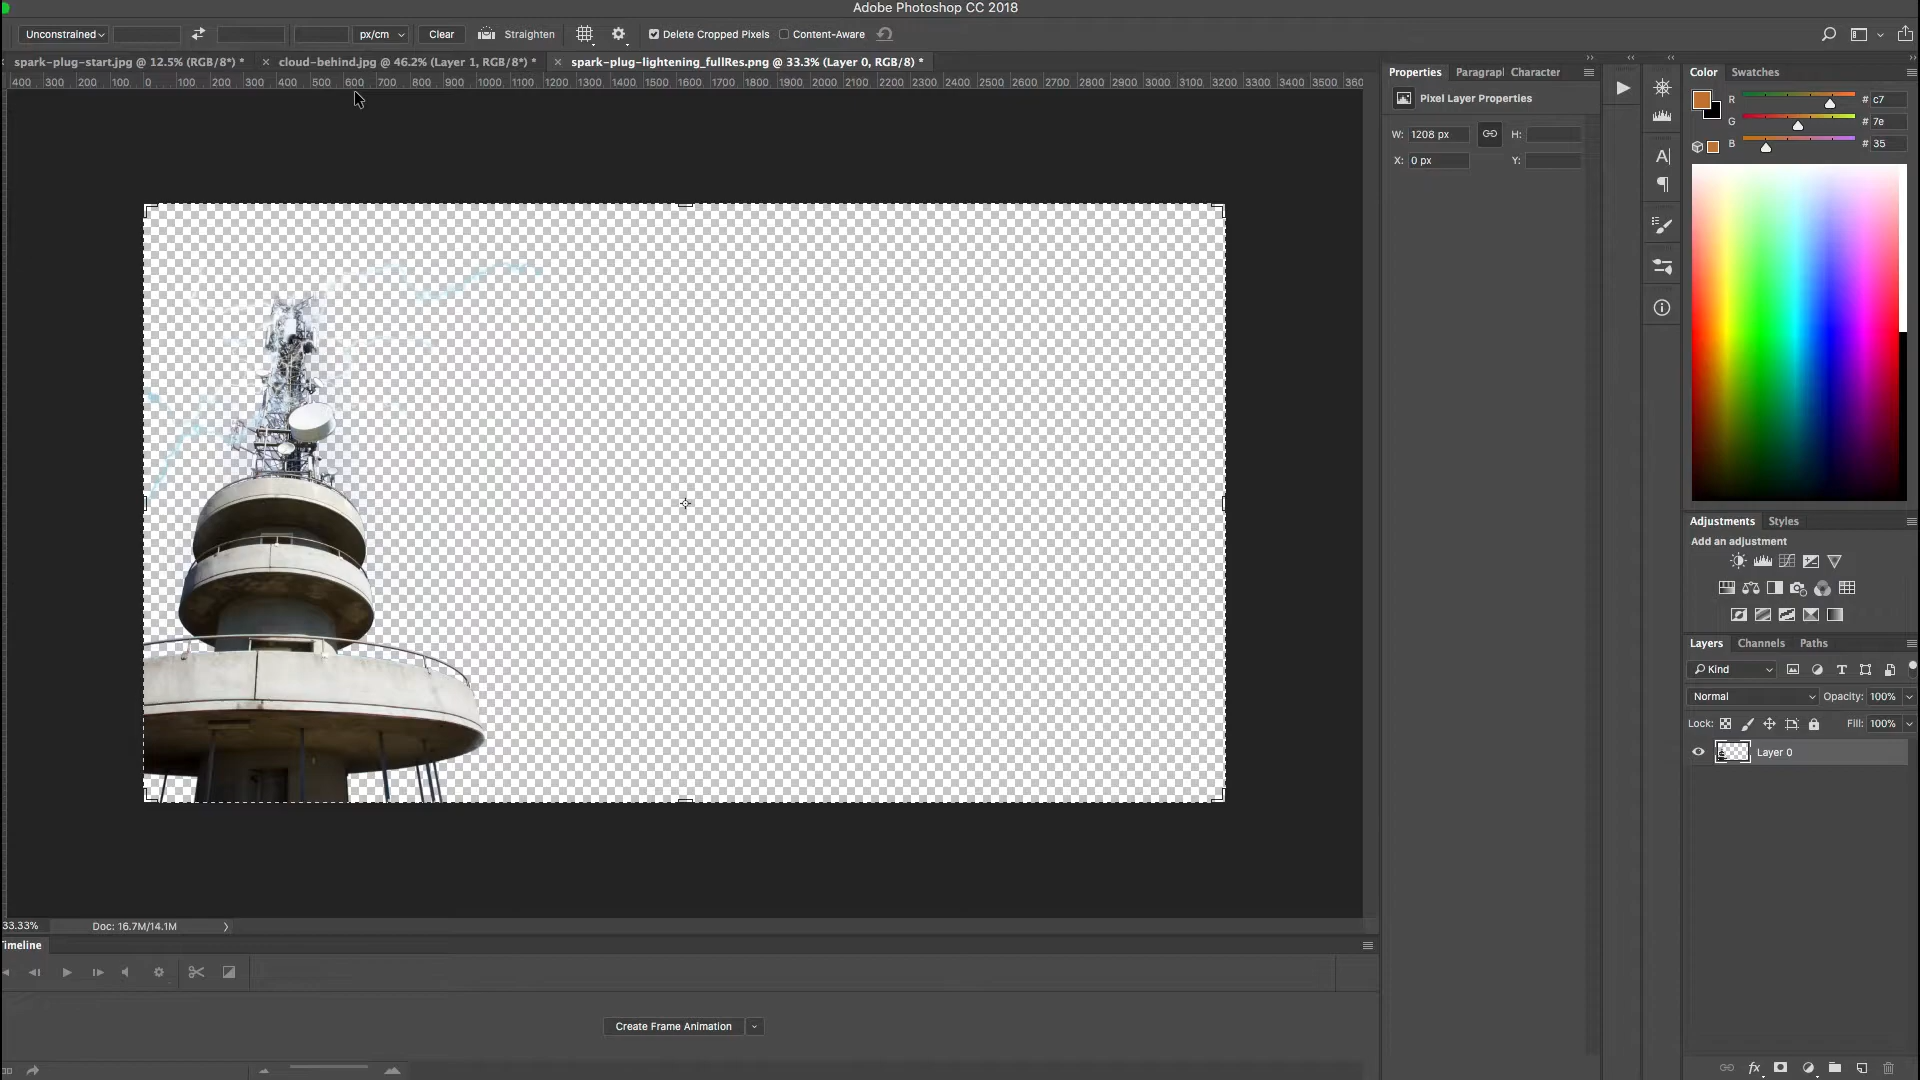 Adobe Photoshop CC 2018
Unconstrained px/cm Clear Straighten Delete Cropped Pixels Content-Aware
spark-plug-start.jpg @ 12.5% (RGB/8*) * cloud-behind.jpg @ 46.2% (Layer 1, RGB/8*) * spark-plug-lightening_fullRes.png @ 33.3% (Layer 0, RGB/8) *
400 300 200 100 0 100 200 300 400 500 600 700 800 900 1000 1100 1200 1300 1400 1500 1600 1700 1800 1900 2000 2100 2200 2300 2400 2500 2600 2700 2800 2900 3000 3100 3200 3300 3400 3500
Properties Paragraph Character
Pixel Layer Properties
W: 1208 px H:
X: 0 px Y:
Color Swatches
R # c7
G # 7e
B # 35
Adjustments Styles
Add an adjustment
Layers Channels Paths
Kind
Normal Opacity: 100%
Lock: Fill: 100%
Layer 0
fx
33.33% Doc: 16.7M/14.1M
Timeline
Create Frame Animation